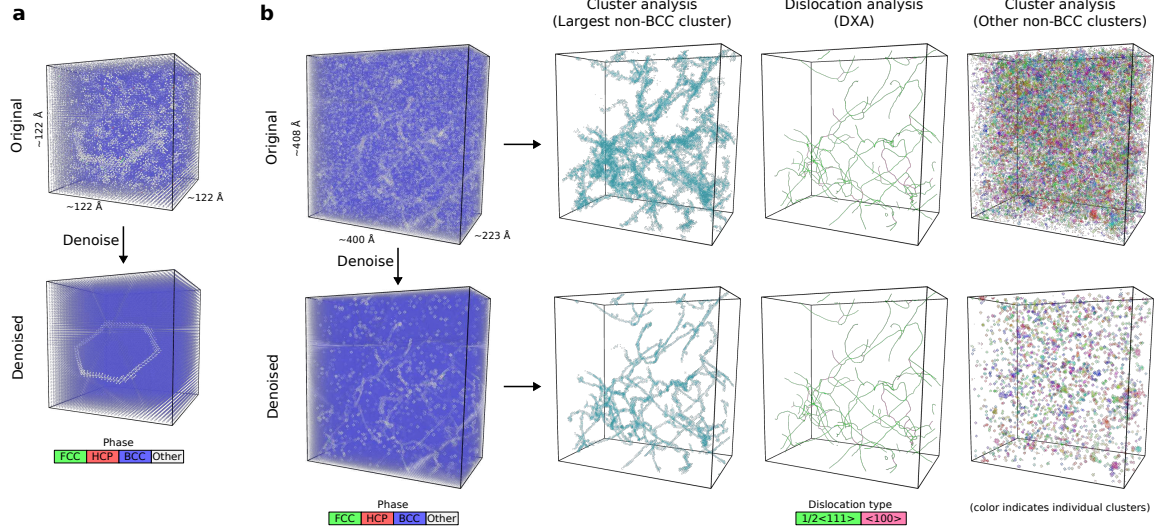 a
Original
~122 Å
~122 Å
~122 Å
Denoise
Denoised
Phase
FCC HCP BCC Other
b
Cluster analysis
(Largest non-BCC cluster)
Dislocation analysis
(DXA)
Cluster analysis
(Other non-BCC clusters)
Original
~408 Å
~400 Å
~223 Å
Denoise
Denoised
Phase
FCC HCP BCC Other
Dislocation type
1/2<111> <100>
(color indicates individual clusters)